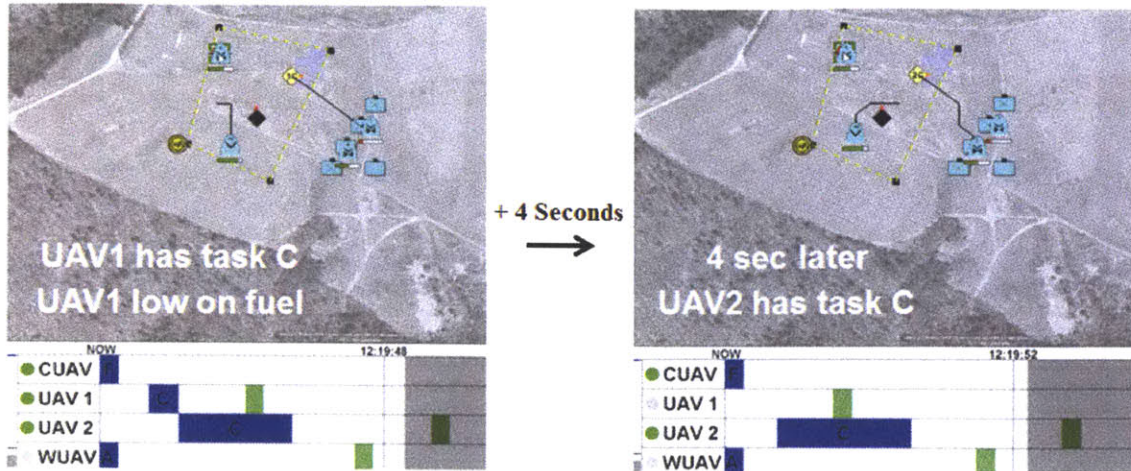 UAV1 has task C
UAV1 low on fuel
NOW
12:19:48
CUAV
F
UAV 1
C
UAV 2
C
WUAV
A
+ 4 Seconds
4 sec later
UAV2 has task C
NOW
12:19:52
CUAV
F
UAV 1
UAV 2
C
WUAV
A